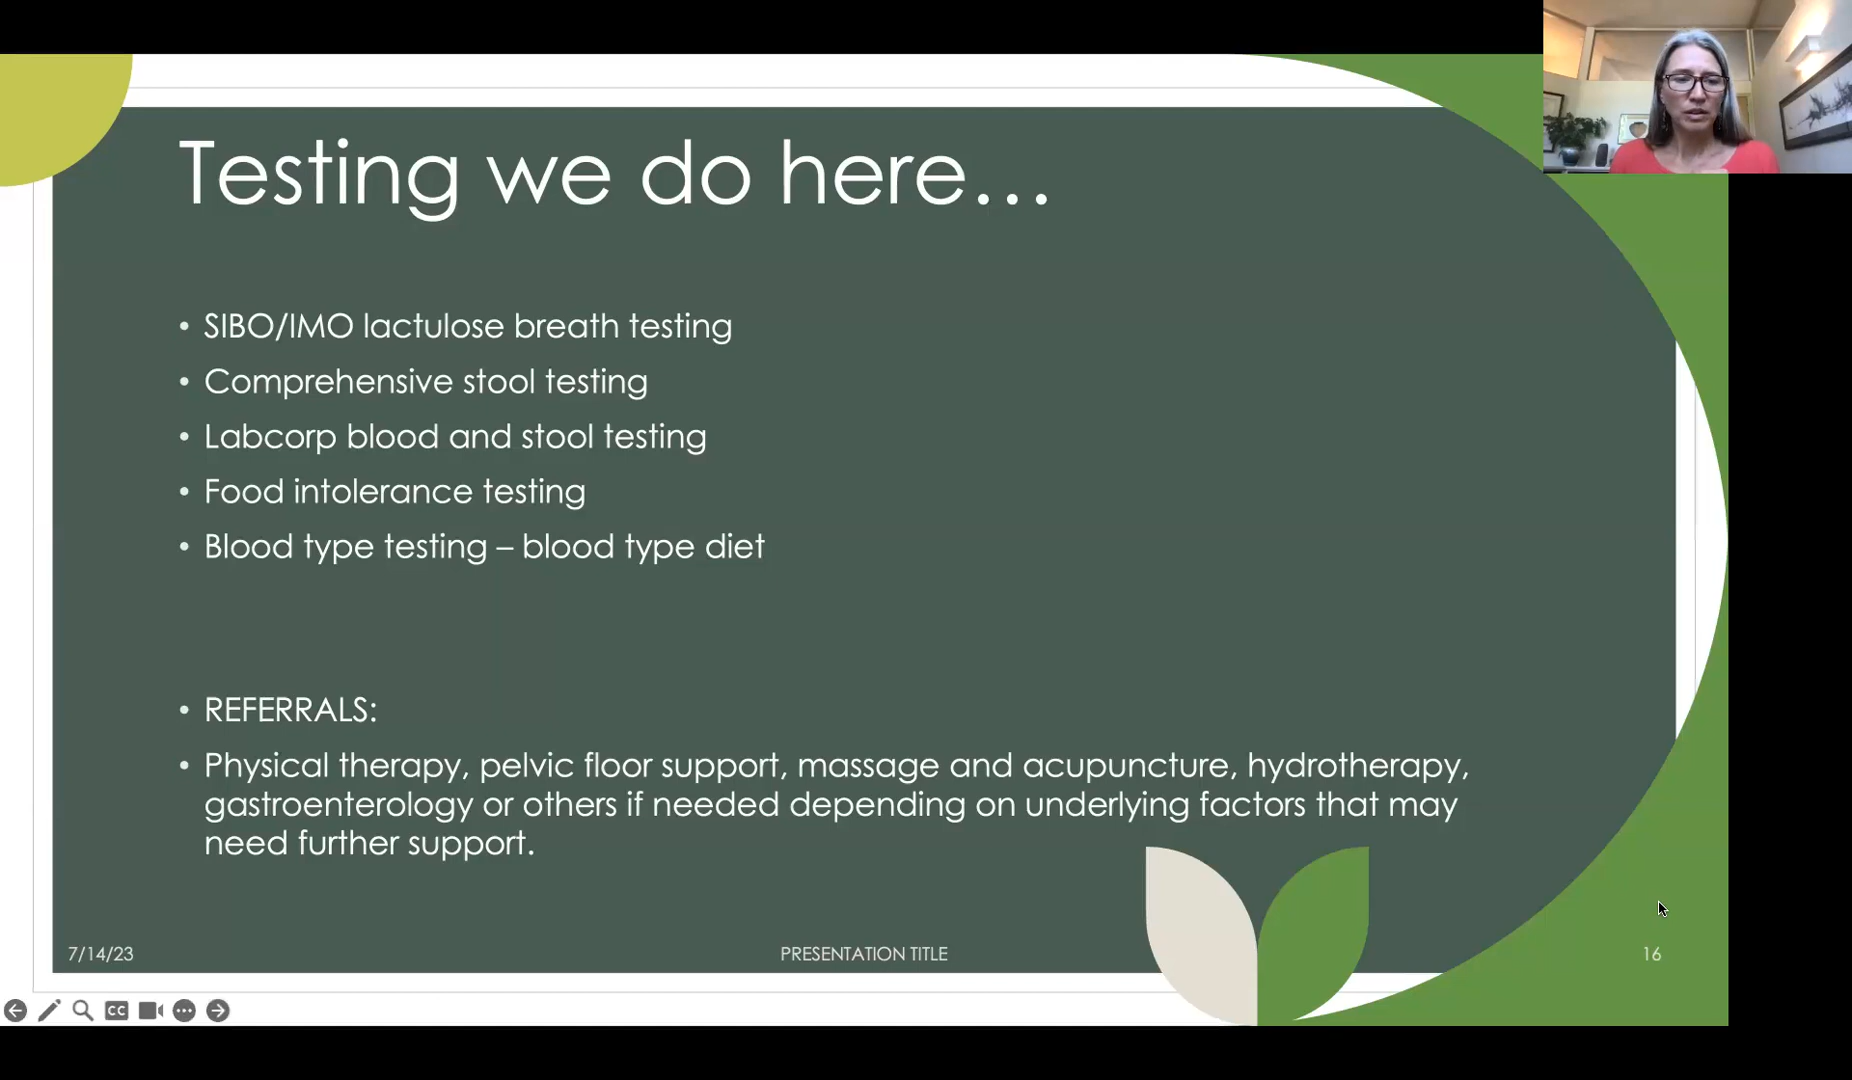 Testing we do here...
• SIBO/IMO lactulose breath testing
• Comprehensive stool testing
• Labcorp blood and stool testing
• Food intolerance testing
• Blood type testing – blood type diet
• REFERRALS:
• Physical therapy, pelvic floor support, massage and acupuncture, hydrotherapy,
gastroenterology or others if needed depending on underlying factors that may
need further support.
7/14/23
PRESENTATION TITLE
16
CC